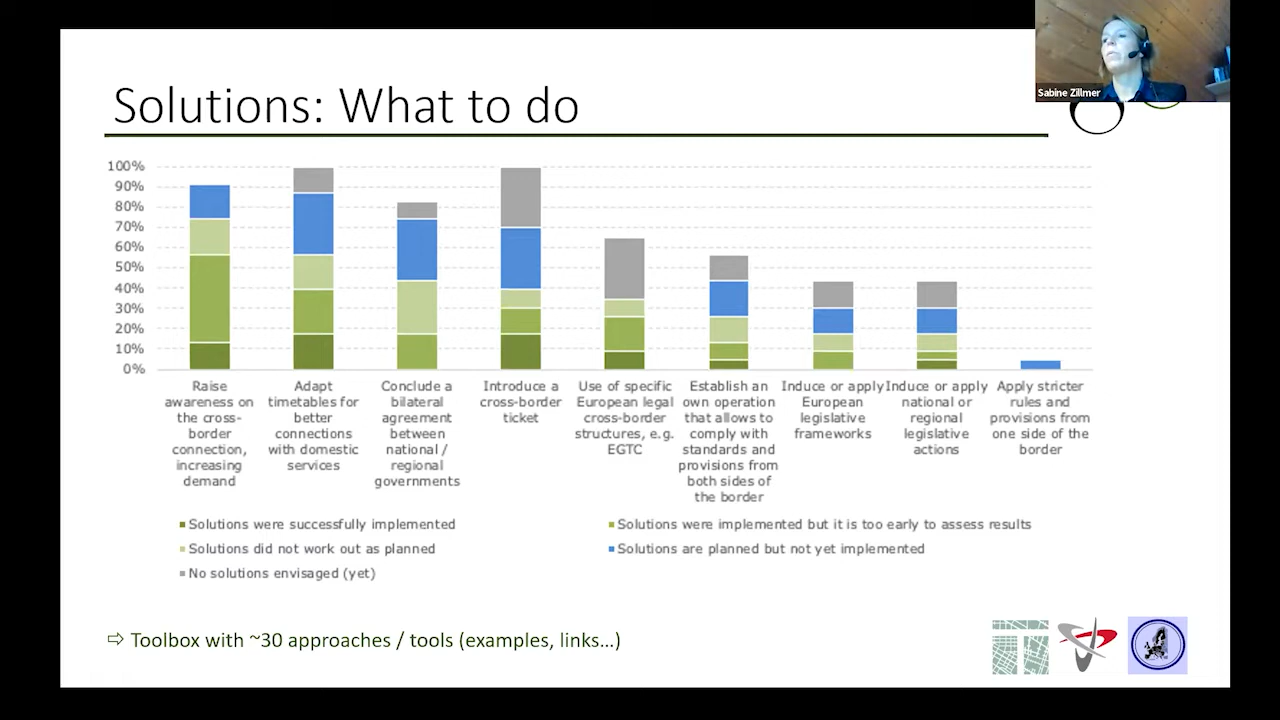 Sabine Zillmer
Solutions: What to do
100%
90%
80%
70%
60%
50%
40%
30%
20%
10%
0%
Raise
awareness on
the cross-
border
connection,
increasing
demand
Adapt
timetables for
better
connections
with domestic
services
Conclude a
bilateral
agreement
between
national /
regional
governments
Introduce a
cross-border
ticket
Use of specific
European legal
cross-border
structures, e.g.
EGTC
Establish an
own operation
that allows to
comply with
standards and
provisions from
both sides of
the border
Induce or apply
European
legislative
frameworks
Induce or apply
national or
regional
legislative
actions
Apply stricter
rules and
provisions from
one side of the
border
Solutions were successfully implemented
Solutions were implemented but it is too early to assess results
Solutions did not work out as planned
Solutions are planned but not yet implemented
No solutions envisaged (yet)
⇨ Toolbox with ~30 approaches / tools (examples, links...)